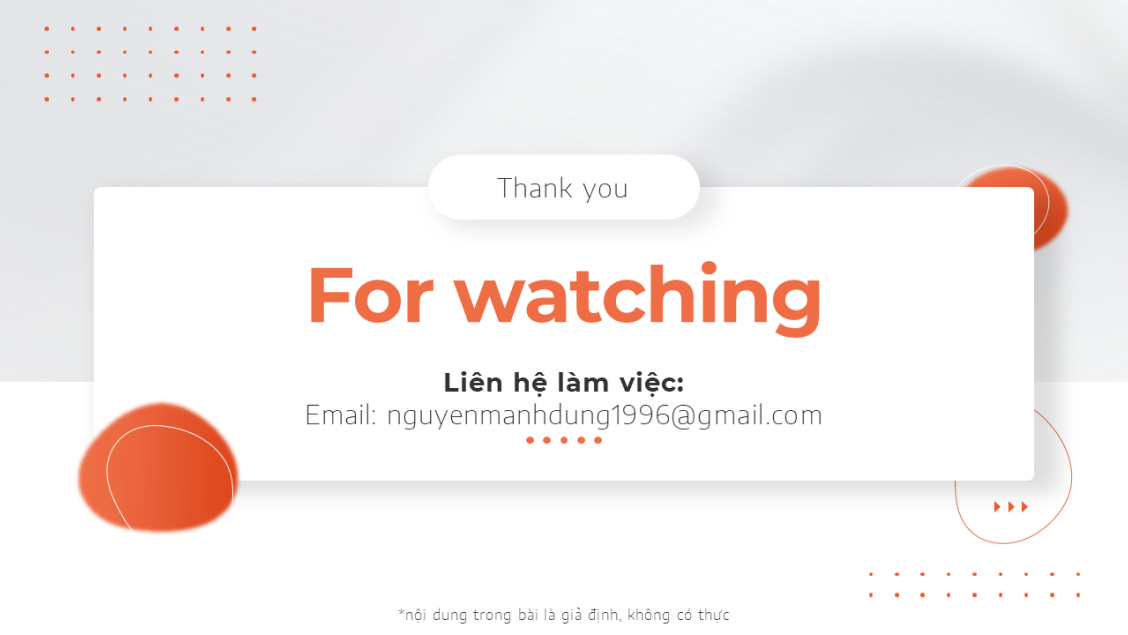 Thank you
For watching
Liên hệ làm việc:
Email: nguyenmanhdung1996@gmail.com
*nội dung trong bài là giả định, không có thực